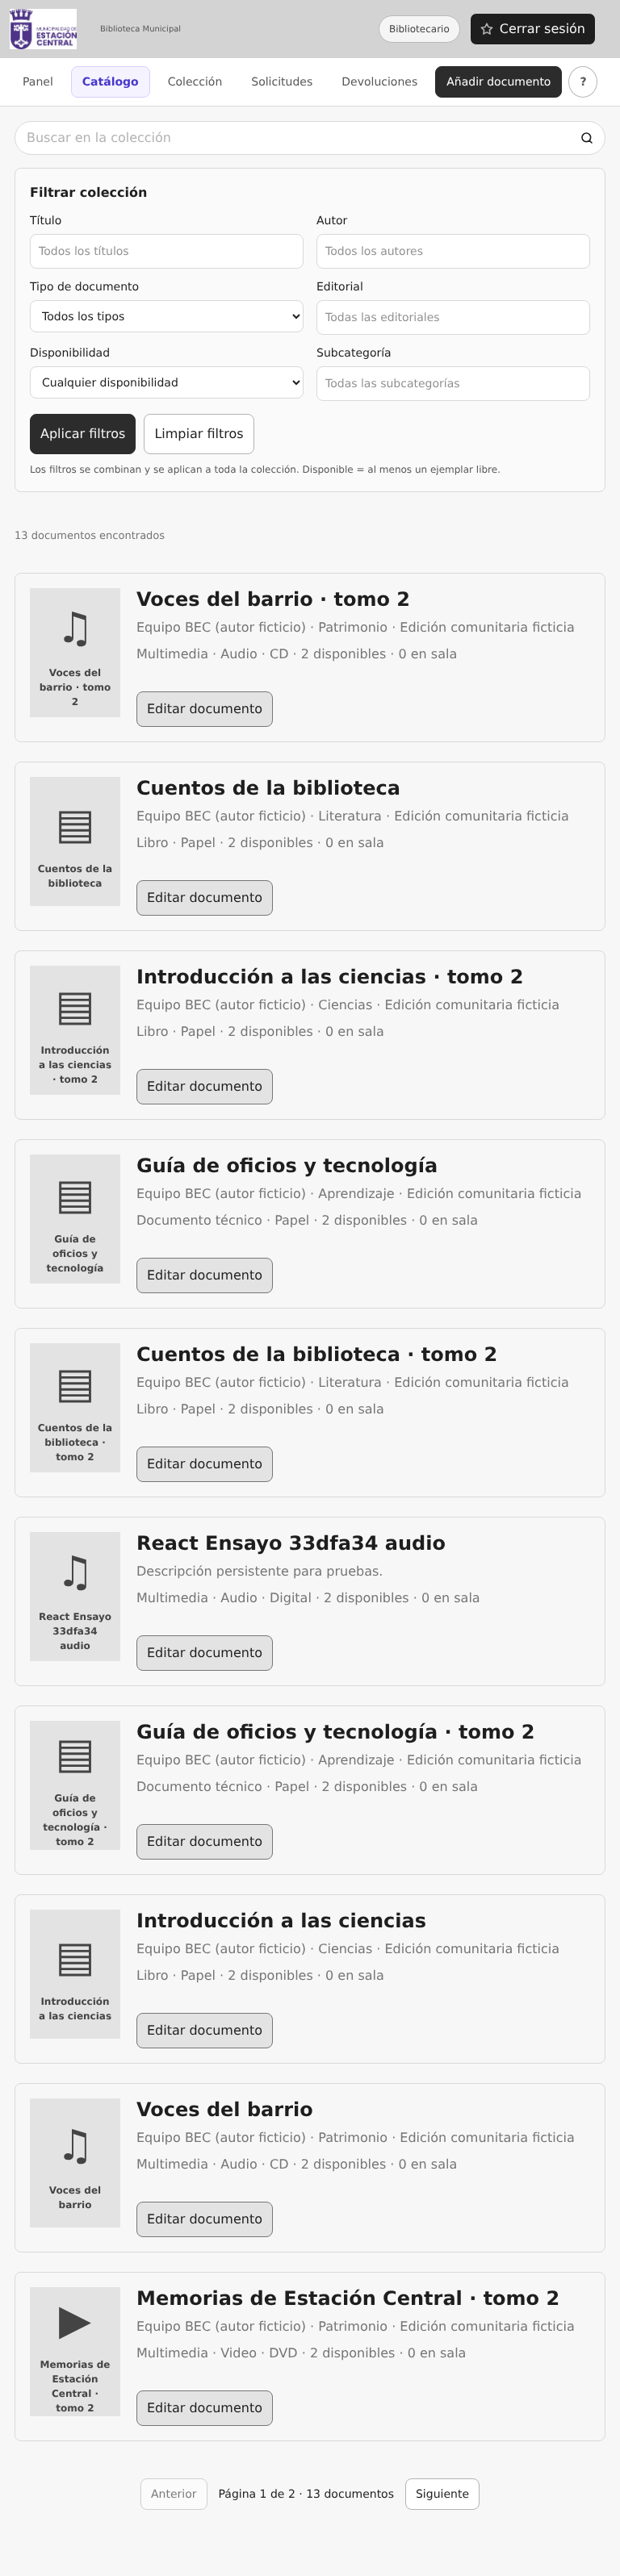 MUNICIPALIDAD DE
ESTACIÓN
CENTRAL
Biblioteca Municipal
Bibliotecario
Cerrar sesión
Panel
Catálogo
Colección
Solicitudes
Devoluciones
Añadir documento
?
Buscar en la colección
Filtrar colección
Título
Autor
Todos los títulos
Todos los autores
Tipo de documento
Editorial
Todos los tipos
Todas las editoriales
Disponibilidad
Subcategoría
Cualquier disponibilidad
Todas las subcategorías
Aplicar filtros
Limpiar filtros
Los filtros se combinan y se aplican a toda la colección. Disponible = al menos un ejemplar libre.
13 documentos encontrados
Voces del
barrio · tomo
2
Voces del barrio · tomo 2
Equipo BEC (autor ficticio) · Patrimonio · Edición comunitaria ficticia
Multimedia · Audio · CD · 2 disponibles · 0 en sala
Editar documento
Cuentos de la
biblioteca
Cuentos de la biblioteca
Equipo BEC (autor ficticio) · Literatura · Edición comunitaria ficticia
Libro · Papel · 2 disponibles · 0 en sala
Editar documento
Introducción
a las ciencias
· tomo 2
Introducción a las ciencias · tomo 2
Equipo BEC (autor ficticio) · Ciencias · Edición comunitaria ficticia
Libro · Papel · 2 disponibles · 0 en sala
Editar documento
Guía de
oficios y
tecnología
Guía de oficios y tecnología
Equipo BEC (autor ficticio) · Aprendizaje · Edición comunitaria ficticia
Documento técnico · Papel · 2 disponibles · 0 en sala
Editar documento
Cuentos de la
biblioteca ·
tomo 2
Cuentos de la biblioteca · tomo 2
Equipo BEC (autor ficticio) · Literatura · Edición comunitaria ficticia
Libro · Papel · 2 disponibles · 0 en sala
Editar documento
React Ensayo
33dfa34
audio
React Ensayo 33dfa34 audio
Descripción persistente para pruebas.
Multimedia · Audio · Digital · 2 disponibles · 0 en sala
Editar documento
Guía de
oficios y
tecnología ·
tomo 2
Guía de oficios y tecnología · tomo 2
Equipo BEC (autor ficticio) · Aprendizaje · Edición comunitaria ficticia
Documento técnico · Papel · 2 disponibles · 0 en sala
Editar documento
Introducción
a las ciencias
Introducción a las ciencias
Equipo BEC (autor ficticio) · Ciencias · Edición comunitaria ficticia
Libro · Papel · 2 disponibles · 0 en sala
Editar documento
Voces del
barrio
Voces del barrio
Equipo BEC (autor ficticio) · Patrimonio · Edición comunitaria ficticia
Multimedia · Audio · CD · 2 disponibles · 0 en sala
Editar documento
Memorias de
Estación
Central ·
tomo 2
Memorias de Estación Central · tomo 2
Equipo BEC (autor ficticio) · Patrimonio · Edición comunitaria ficticia
Multimedia · Video · DVD · 2 disponibles · 0 en sala
Editar documento
Anterior
Página 1 de 2 · 13 documentos
Siguiente